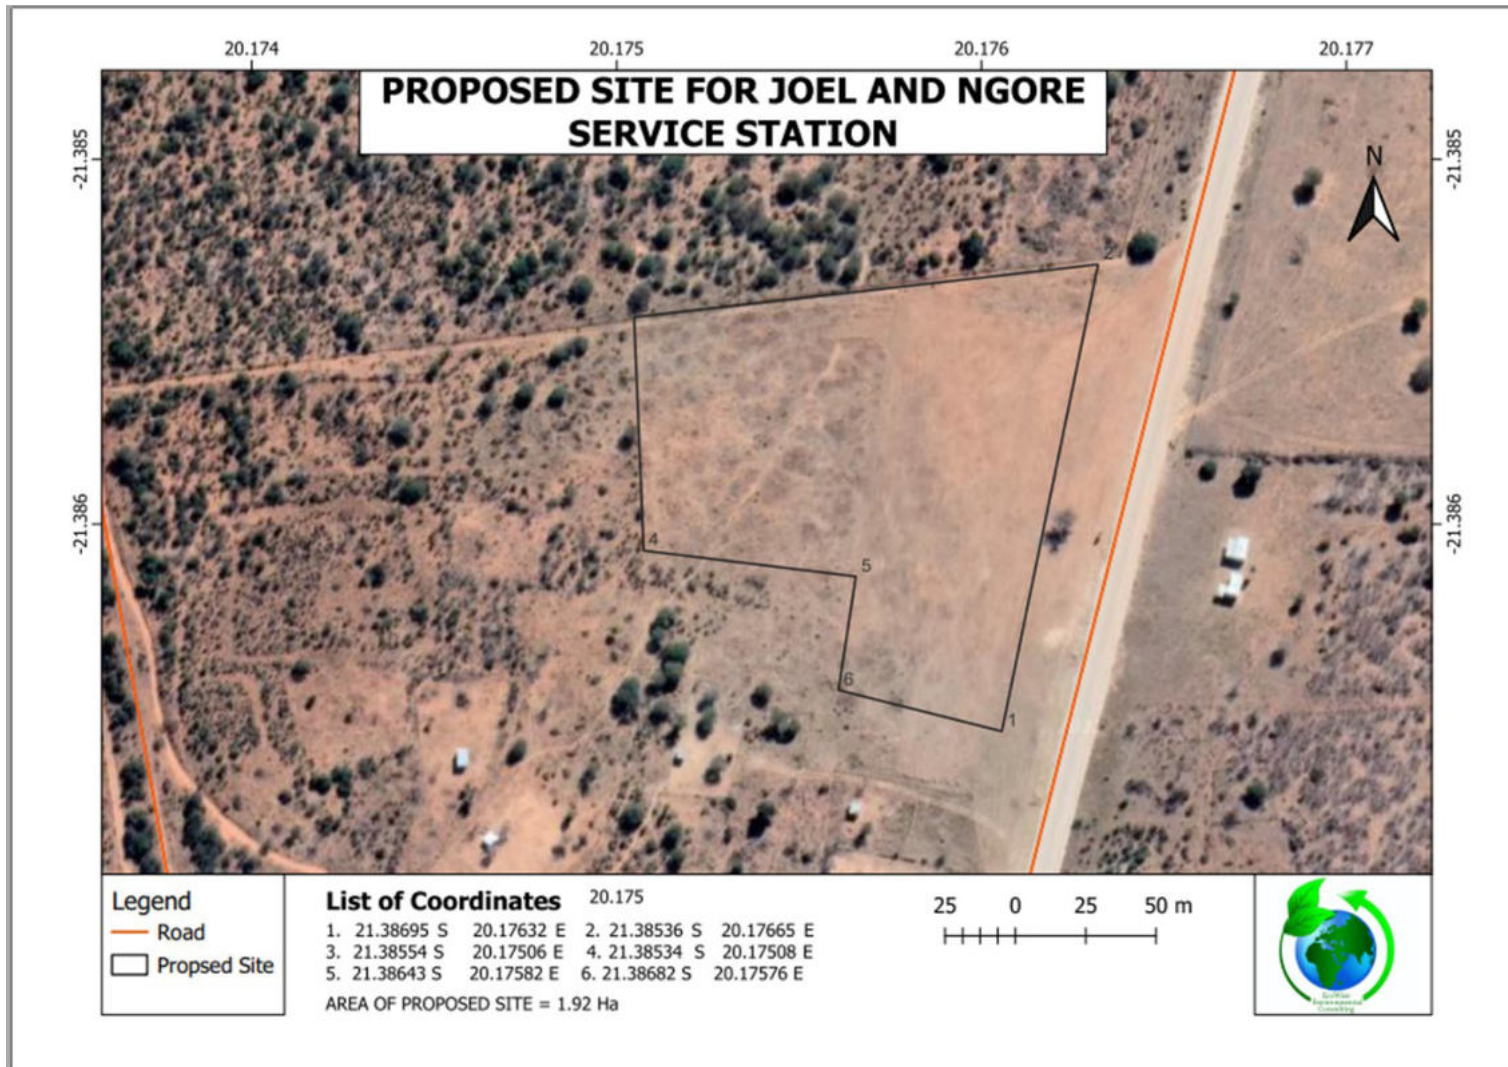 20.174 20.175 20.176 20.177
PROPOSED SITE FOR JOEL AND NGORE
SERVICE STATION
-21.385 -21.385
N
2
4
5
6
1
-21.386 -21.386
Legend
Road
Propsed Site
List of Coordinates 20.175
1. 21.38695 S 20.17632 E 2. 21.38536 S 20.17665 E
3. 21.38554 S 20.17506 E 4. 21.38534 S 20.17508 E
5. 21.38643 S 20.17582 E 6. 21.38682 S 20.17576 E
AREA OF PROPOSED SITE = 1.92 Ha
25 0 25 50 m
Environmental
Consulting